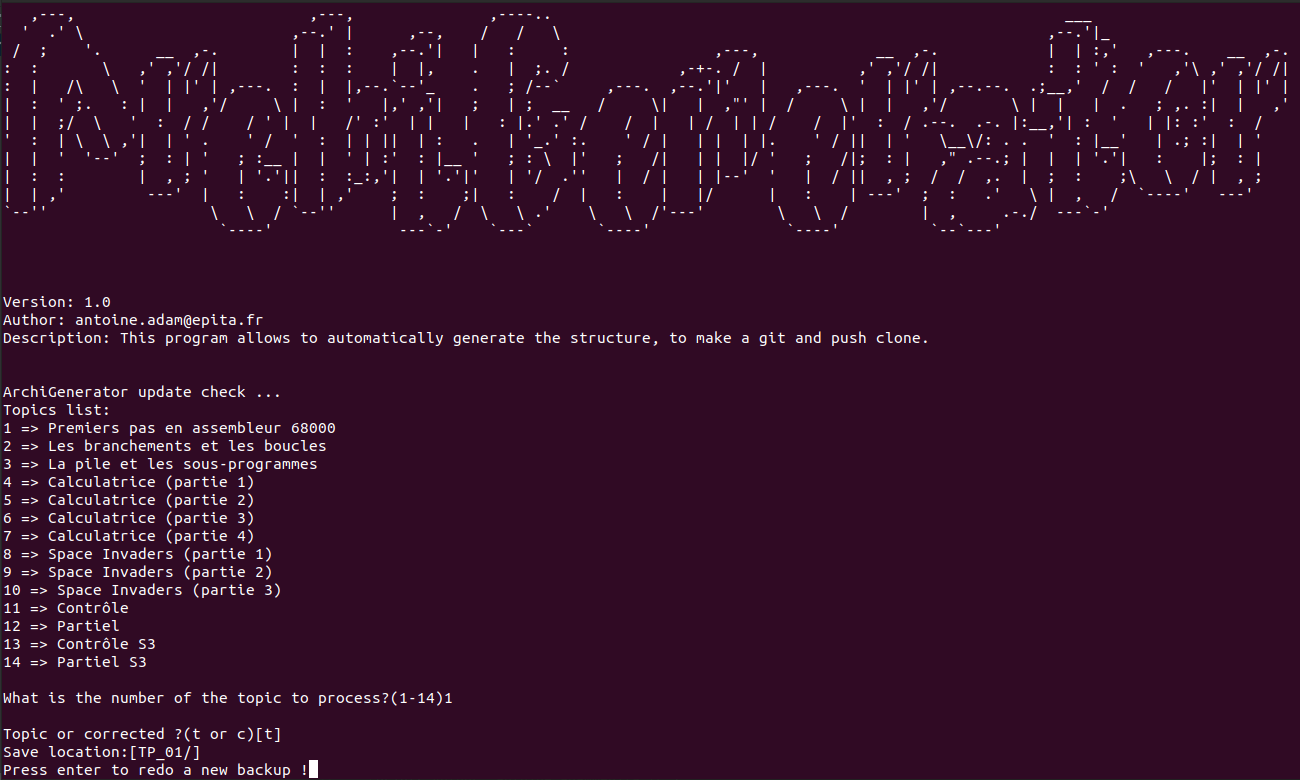 ArchiGenerator
Version: 1.0
Author: antoine.adam@epita.fr
Description: This program allows to automatically generate the structure, to make a git and push clone.
ArchiGenerator update check ...
Topics list:
1 => Premiers pas en assembleur 68000
2 => Les branchements et les boucles
3 => La pile et les sous-programmes
4 => Calculatrice (partie 1)
5 => Calculatrice (partie 2)
6 => Calculatrice (partie 3)
7 => Calculatrice (partie 4)
8 => Space Invaders (partie 1)
9 => Space Invaders (partie 2)
10 => Space Invaders (partie 3)
11 => Contrôle
12 => Partiel
13 => Contrôle S3
14 => Partiel S3
What is the number of the topic to process?(1-14)1
Topic or corrected ?(t or c)[t]
Save location:[TP_01/]
Press enter to redo a new backup !